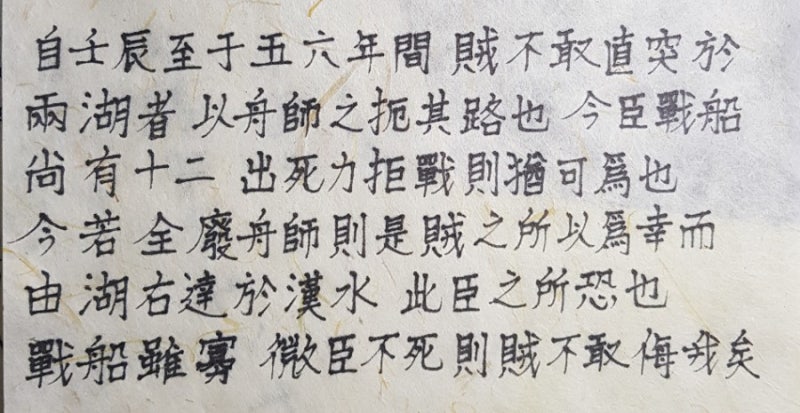 自壬辰至于五六年間 賊不敢直突於
兩湖者 以舟師之扼其路也 今臣戰船
尙有十二 出死力拒戰則猶可爲也
今若全廢舟師則是賊之所以爲幸而
由湖右達於漢水 此臣之所恐也
戰船雖寡 微臣不死則賊不敢侮我矣